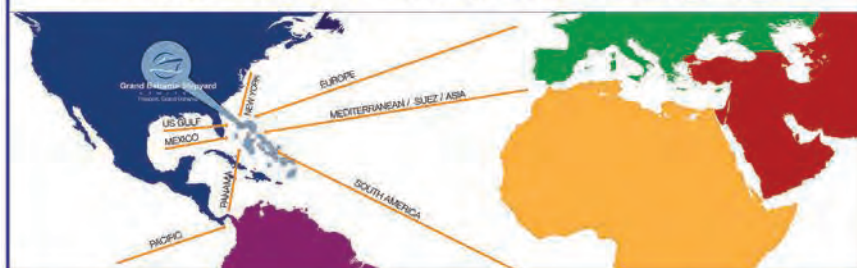 Grand Bahama Shipyard
LIMITED
Freeport, Grand Bahama
NEW YORK
EUROPE
MEDITERRANEAN / SUEZ / ASIA
US GULF
MEXICO
PANAMA
SOUTH AMERICA
PACIFIC